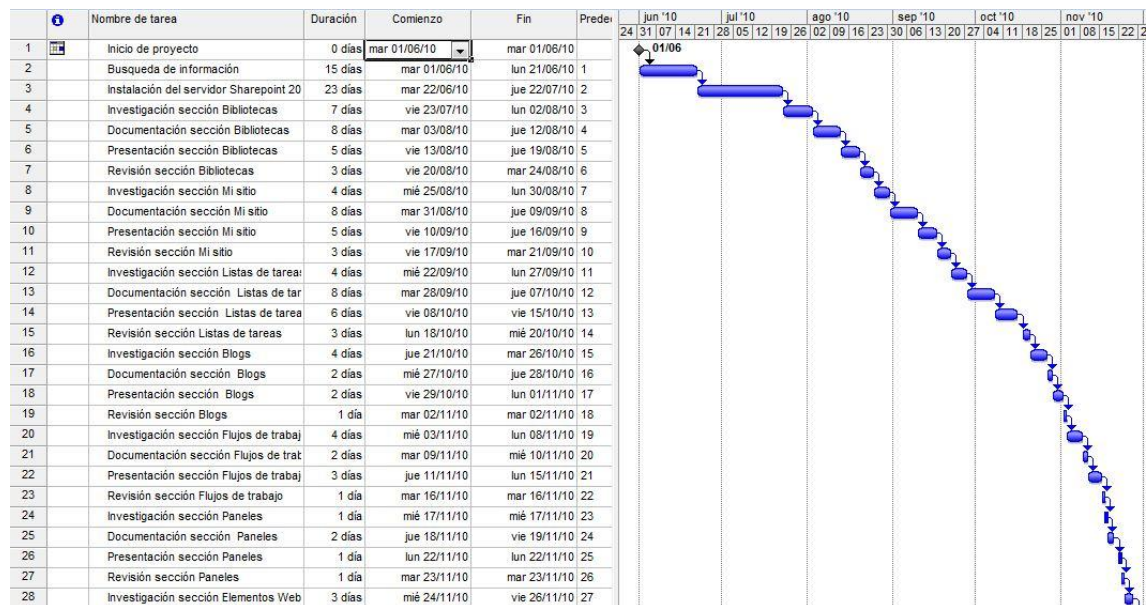 Nombre de tarea Duración Comienzo Fin Predec jun '10 jul '10 ago '10 sep '10 oct '10 nov '10
24 31 07 14 21 28 05 12 19 26 02 09 16 23 30 06 13 20 27 04 11 18 25 01 08 15 22 2
1 Inicio de proyecto 0 días mar 01/06/10 mar 01/06/10 01/06
2 Busqueda de información 15 días mar 01/06/10 lun 21/06/10 1
3 Instalación del servidor Sharepoint 20 23 días mar 22/06/10 jue 22/07/10 2
4 Investigación sección Bibliotecas 7 días vie 23/07/10 lun 02/08/10 3
5 Documentación sección Bibliotecas 8 días mar 03/08/10 jue 12/08/10 4
6 Presentación sección Bibliotecas 5 días vie 13/08/10 jue 19/08/10 5
7 Revisión sección Bibliotecas 3 días vie 20/08/10 mar 24/08/10 6
8 Investigación sección Mi sitio 4 días mié 25/08/10 lun 30/08/10 7
9 Documentación sección Mi sitio 8 días mar 31/08/10 jue 09/09/10 8
10 Presentación sección Mi sitio 5 días vie 10/09/10 jue 16/09/10 9
11 Revisión sección Mi sitio 3 días vie 17/09/10 mar 21/09/10 10
12 Investigación sección Listas de tareas 4 días mié 22/09/10 lun 27/09/10 11
13 Documentación sección Listas de tar 8 días mar 28/09/10 jue 07/10/10 12
14 Presentación sección Listas de tarea 6 días vie 08/10/10 vie 15/10/10 13
15 Revisión sección Listas de tareas 3 días lun 18/10/10 mié 20/10/10 14
16 Investigación sección Blogs 4 días jue 21/10/10 mar 26/10/10 15
17 Documentación sección Blogs 2 días mié 27/10/10 jue 28/10/10 16
18 Presentación sección Blogs 2 días vie 29/10/10 lun 01/11/10 17
19 Revisión sección Blogs 1 día mar 02/11/10 mar 02/11/10 18
20 Investigación sección Flujos de trabaj 4 días mié 03/11/10 lun 08/11/10 19
21 Documentación sección Flujos de trab 2 días mar 09/11/10 mié 10/11/10 20
22 Presentación sección Flujos de trabaj 3 días jue 11/11/10 lun 15/11/10 21
23 Revisión sección Flujos de trabajo 1 día mar 16/11/10 mar 16/11/10 22
24 Investigación sección Paneles 1 día mié 17/11/10 mié 17/11/10 23
25 Documentación sección Paneles 2 días jue 18/11/10 vie 19/11/10 24
26 Presentación sección Paneles 1 día lun 22/11/10 lun 22/11/10 25
27 Revisión sección Paneles 1 día mar 23/11/10 mar 23/11/10 26
28 Investigación sección Elementos Web 3 días mié 24/11/10 vie 26/11/10 27